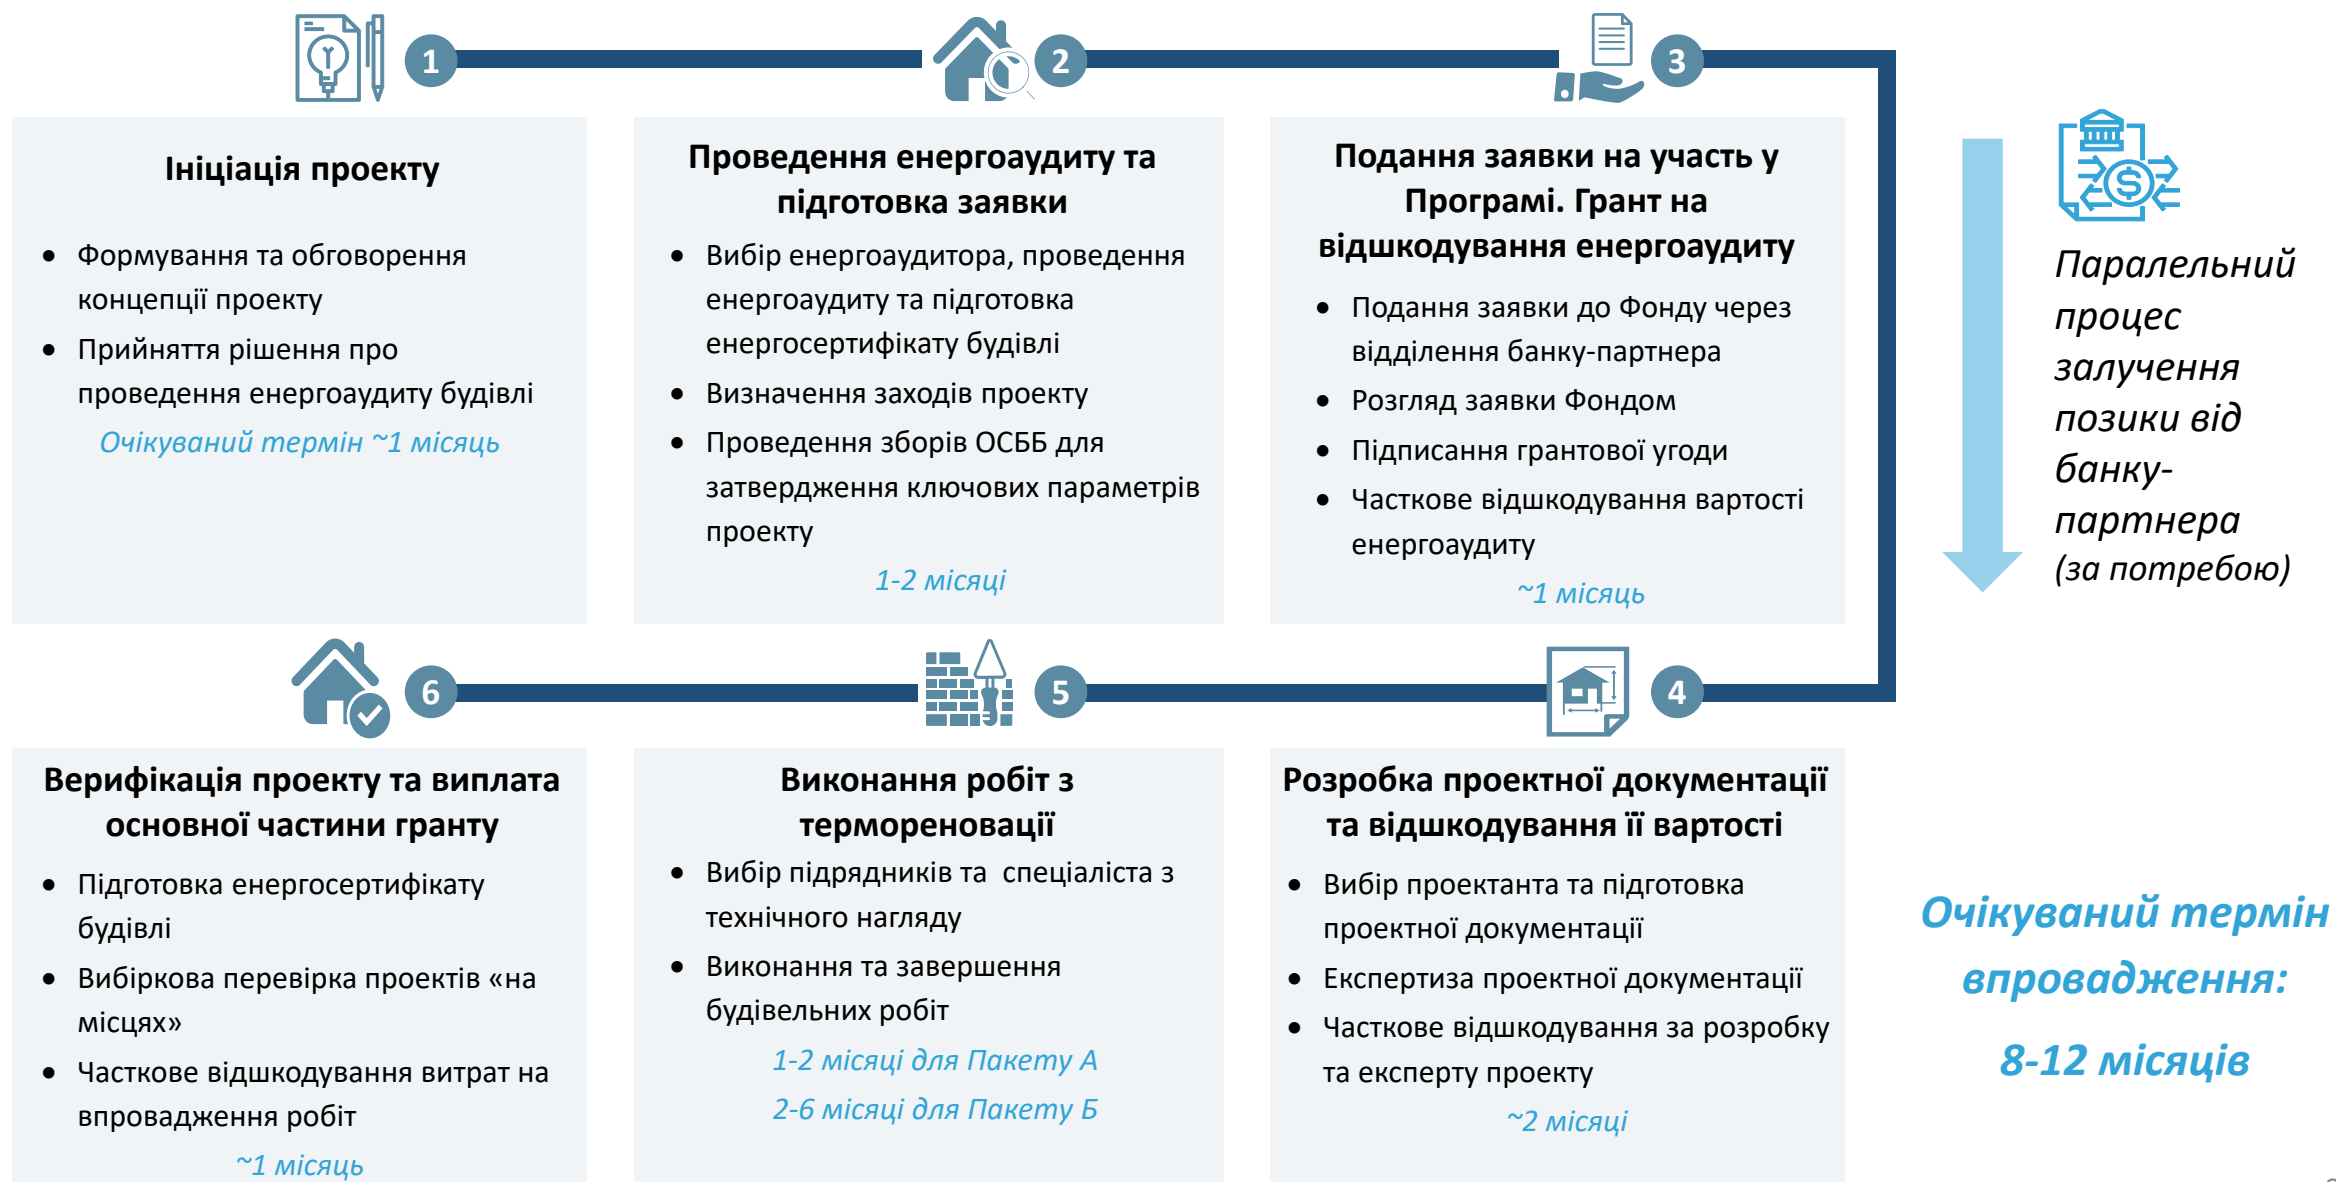 1
Ініціація проекту
• Формування та обговорення
концепції проекту
• Прийняття рішення про
проведення енергоаудиту будівлі
Очікуваний термін ~1 місяць
2
Проведення енергоаудиту та
підготовка заявки
• Вибір енергоаудитора, проведення
енергоаудиту та підготовка
енергосертифікату будівлі
• Визначення заходів проекту
• Проведення зборів ОСББ для
затвердження ключових параметрів
проекту
1-2 місяці
3
Подання заявки на участь у
Програмі. Грант на
відшкодування енергоаудиту
• Подання заявки до Фонду через
відділення банку-партнера
• Розгляд заявки Фондом
• Підписання грантової угоди
• Часткове відшкодування вартості
енергоаудиту
~1 місяць
Паралельний
процес
залучення
позики від
банку-
партнера
(за потребою)
4
Розробка проектної документації
та відшкодування її вартості
• Вибір проектанта та підготовка
проектної документації
• Експертиза проектної документації
• Часткове відшкодування за розробку
та експерту проекту
~2 місяці
5
Виконання робіт з
термореновації
• Вибір підрядників та спеціаліста з
технічного нагляду
• Виконання та завершення
будівельних робіт
1-2 місяці для Пакету А
2-6 місяці для Пакету Б
6
Верифікація проекту та виплата
основної частини гранту
• Підготовка енергосертифікату
будівлі
• Вибіркова перевірка проектів «на
місцях»
• Часткове відшкодування витрат на
впровадження робіт
~1 місяць
Очікуваний термін
впровадження:
8-12 місяців